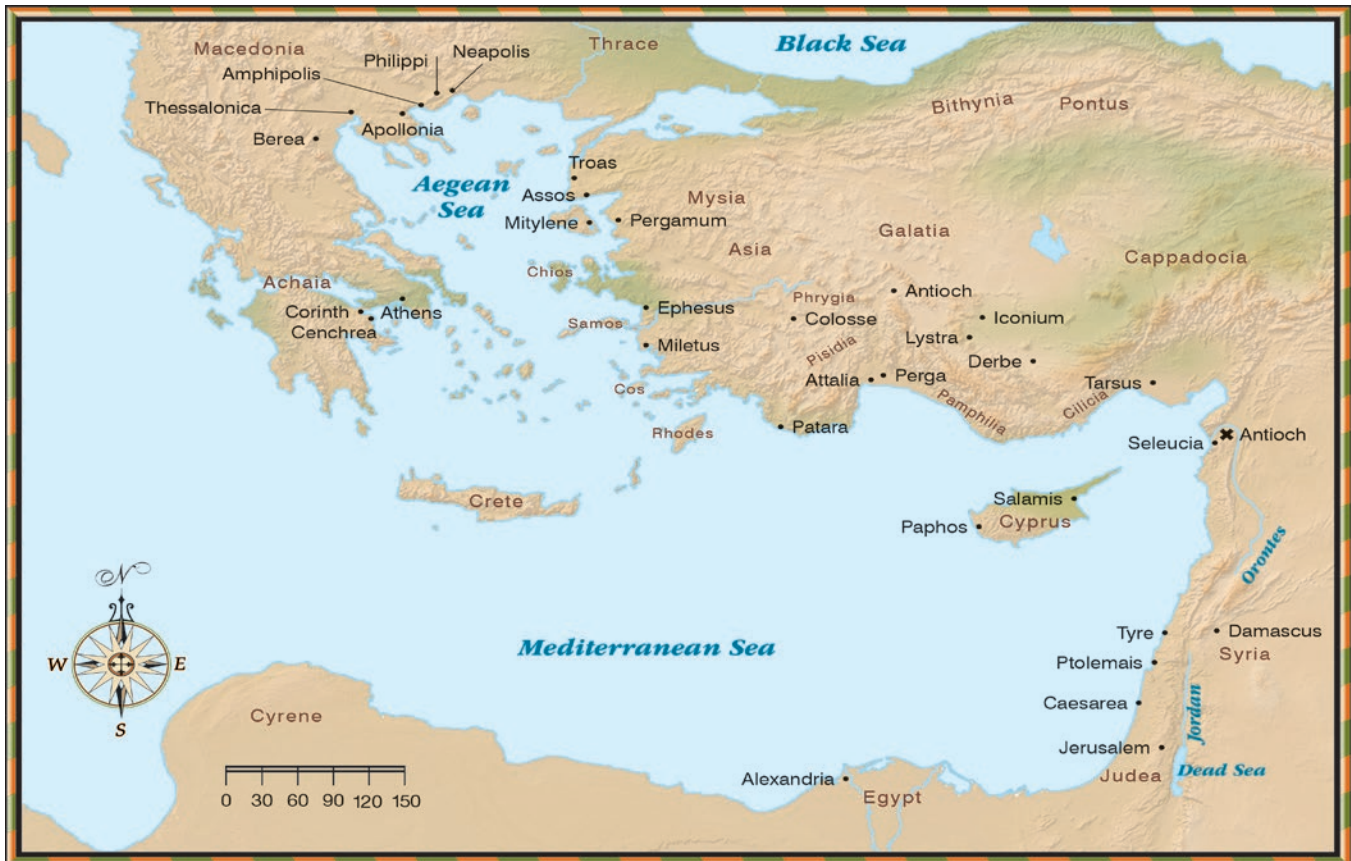 Black Sea
Macedonia
Thrace
Neapolis
Philippi
Amphipolis
Thessalonica
Apollonia
Berea
Bithynia
Pontus
Troas
Aegean
Sea
Assos
Mysia
Mitylene
Pergamum
Asia
Galatia
Cappadocia
Chios
Achaia
Phrygia
Antioch
Corinth
Athens
Ephesus
Colosse
Iconium
Cenchrea
Samos
Lystra
Miletus
Pisidia
Derbe
Cos
Attalia
Perga
Tarsus
Pamphilia
Cilicia
Rhodes
Patara
Seleucia
Antioch
Crete
Salamis
Paphos
Cyprus
Orontes
N
W
E
S
Mediterranean Sea
Tyre
Damascus
Syria
Ptolemais
Cyrene
Caesarea
Jordan
Jerusalem
Judea
Dead Sea
Alexandria
Egypt
0 30 60 90 120 150